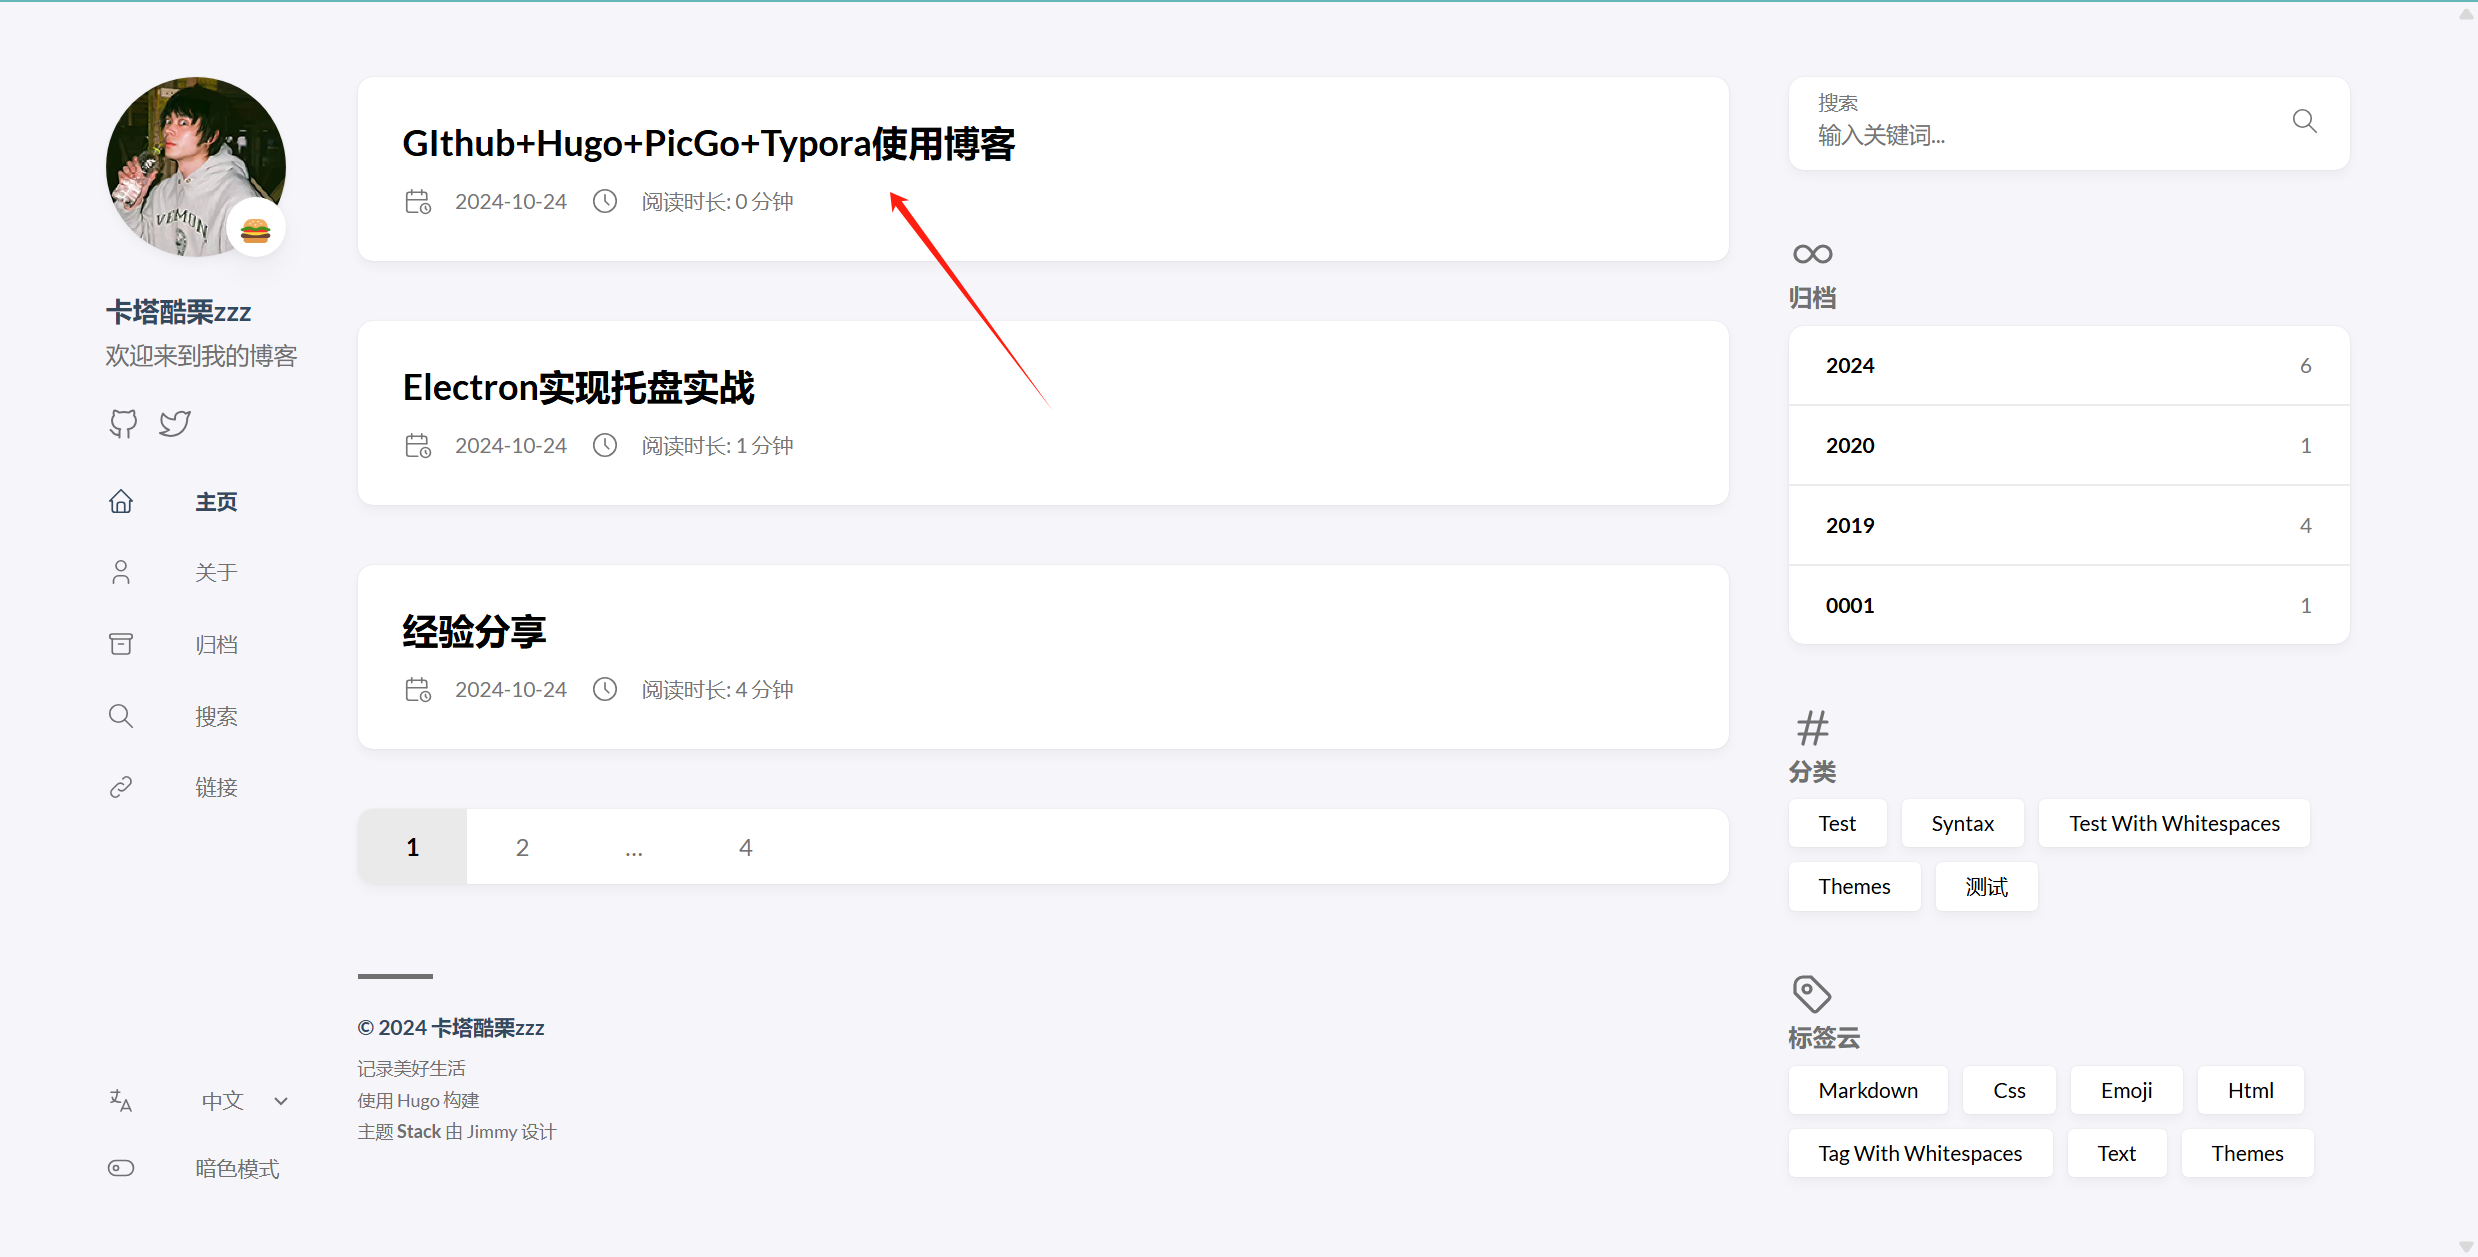 卡塔酷栗zzz
欢迎来到我的博客
主页
关于
归档
搜索
链接
中文
暗色模式
GIthub+Hugo+PicGo+Typora使用博客
2024-10-24 阅读时长: 0 分钟
Electron实现托盘实战
2024-10-24 阅读时长: 1 分钟
经验分享
2024-10-24 阅读时长: 4 分钟
1 2 ... 4
© 2024 卡塔酷栗zzz
记录美好生活
使用 Hugo 构建
主题 Stack 由 Jimmy 设计
搜索
输入关键词...
归档
2024 6
2020 1
2019 4
0001 1
分类
Test Syntax Test With Whitespaces
Themes 测试
标签云
Markdown Css Emoji Html
Tag With Whitespaces Text Themes